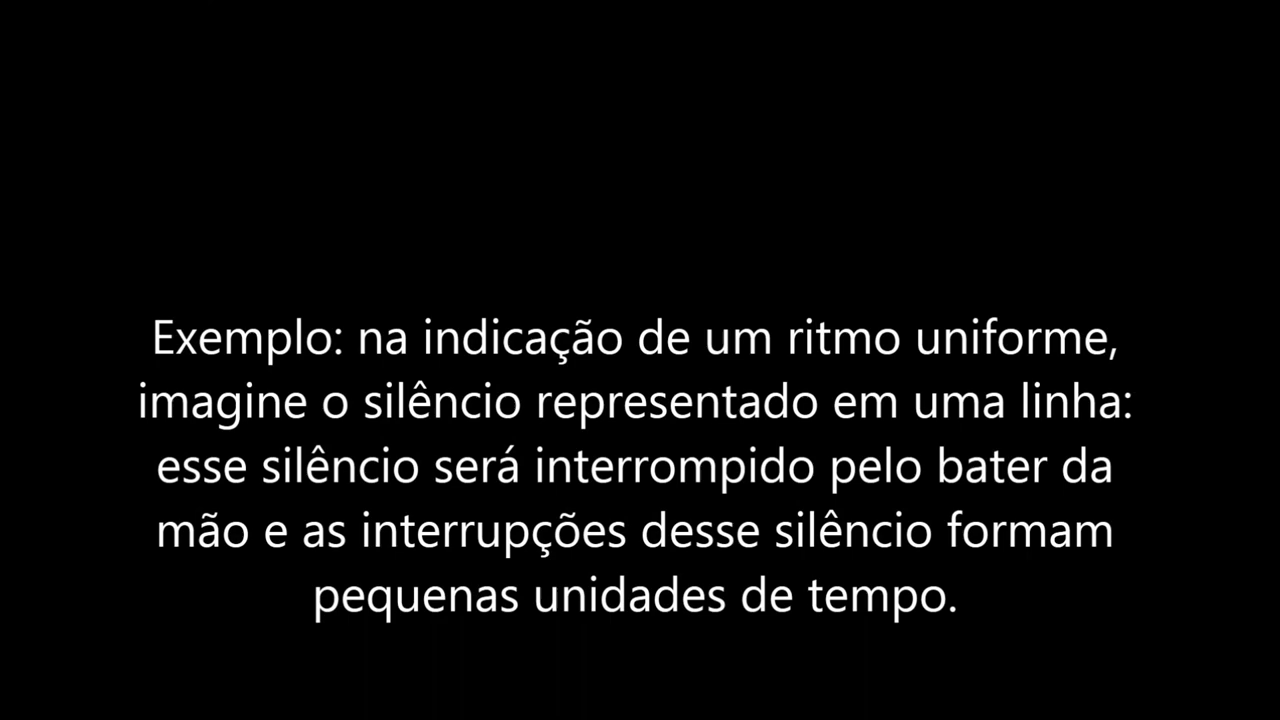 Exemplo: na indicação de um ritmo uniforme,
imagine o silêncio representado em uma linha:
esse silêncio será interrompido pelo bater da
mão e as interrupções desse silêncio formam
pequenas unidades de tempo.